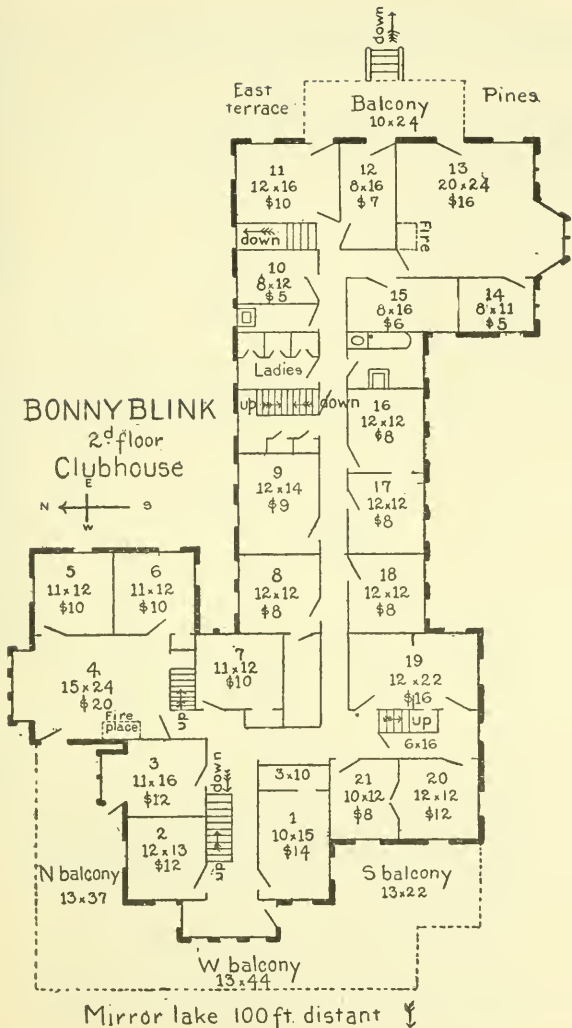 down
East
terrace
Balcony
10x24
Pines
11
12x16
$10
12
8x16
$7
13
20x24
$16
Fire
down
10
8x12
$5
15
8x16
$6
14
8x11
$5
Ladies
up
down
16
12x12
$8
BONNY BLINK
2d floor
Clubhouse
E
N
S
W
9
12x14
$9
17
12x12
$8
5
11x12
$10
6
11x12
$10
8
12x12
$8
18
12x12
$8
4
15x24
$20
Fire
place
up
7
11x12
$10
19
12x22
$16
up
6x16
3
11x16
$12
down
3x10
21
10x12
$8
20
12x12
$12
2
12x13
$12
up
1
10x15
$14
N balcony
13x37
S balcony
13x22
W balcony
13x44
Mirror lake 100 ft. distant